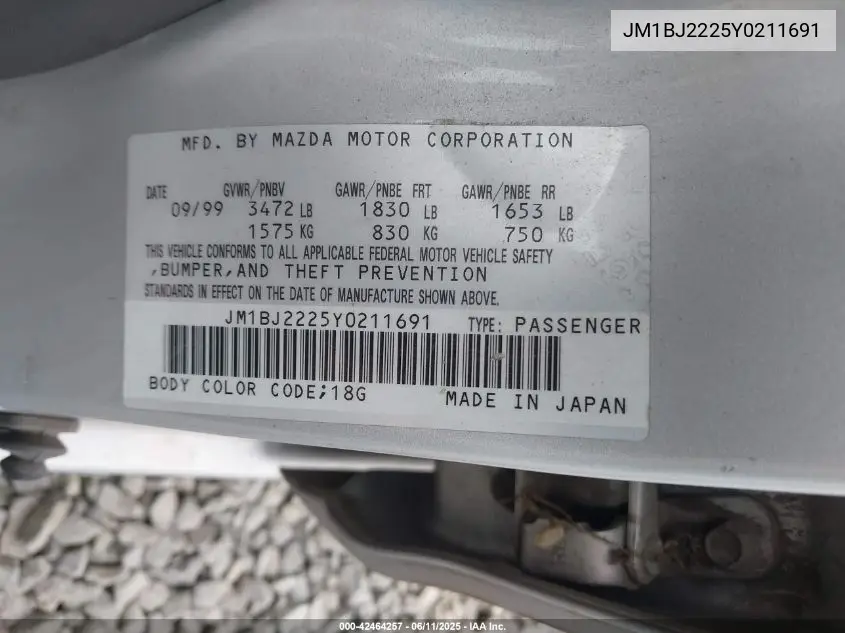 JM1BJ2225Y0211691
MFD. BY MAZDA MOTOR CORPORATION
DATE GVWR/PNBV GAWR/PNBE FRT GAWR/PNBE RR
09/99 3472 LB 1830 LB 1653 LB
1575 KG 830 KG 750 KG
THIS VEHICLE CONFORMS TO ALL APPLICABLE FEDERAL MOTOR VEHICLE SAFETY
,BUMPER,AND THEFT PREVENTION
STANDARDS IN EFFECT ON THE DATE OF MANUFACTURE SHOWN ABOVE.
JM1BJ2225Y0211691 TYPE: PASSENGER
BODY COLOR CODE;18G MADE IN JAPAN
000-42464257 - 06/11/2025 - IAA Inc.